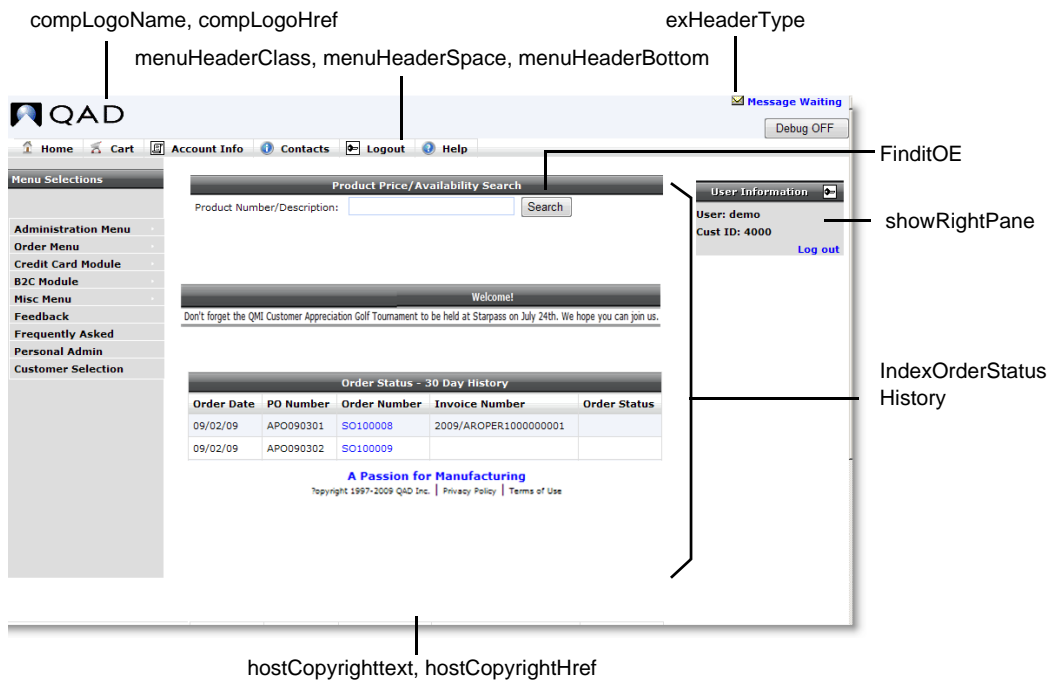 compLogoName, compLogoHref
exHeaderType
menuHeaderClass, menuHeaderSpace, menuHeaderBottom
Message Waiting
QAD
Debug OFF
Home Cart Account Info Contacts Logout Help
FinditOE
Menu Selections
Product Price/Availability Search
User Information
Product Number/Description: Search
User: demo
showRightPane
Cust ID: 4000
Log out
Administration Menu
Order Menu
Credit Card Module
B2C Module
Misc Menu
Feedback
Frequently Asked
Personal Admin
Customer Selection
Welcome!
Don't forget the QMI Customer Appreciation Golf Tournament to be held at Starpass on July 24th. We hope you can join us.
IndexOrderStatus
History
Order Status - 30 Day History
Order Date PO Number Order Number Invoice Number Order Status
09/02/09 APO090301 SO100008 2009/AROPER1000000001
09/02/09 APO090302 SO100009
A Passion for Manufacturing
opyright 1997-2009 QAD Inc. | Privacy Policy | Terms of Use
hostCopyrighttext, hostCopyrightHref